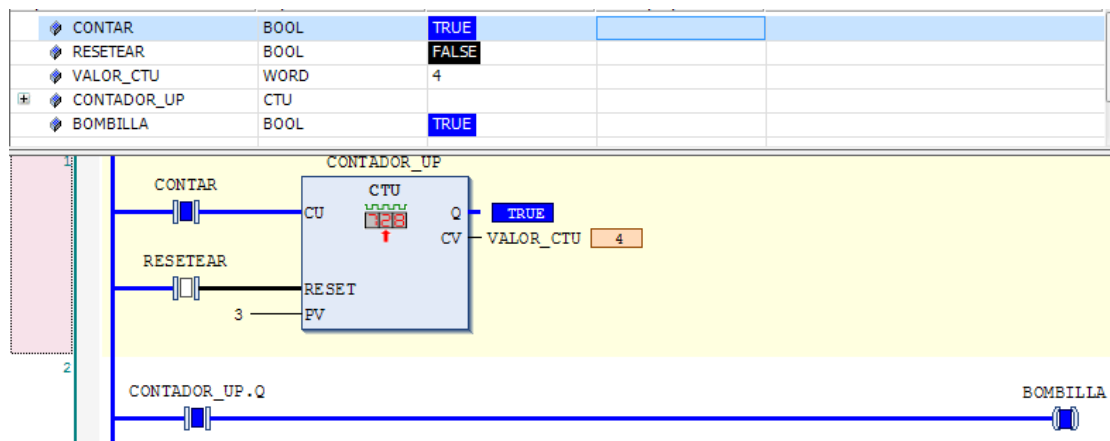 CONTAR BOOL TRUE
RESETEAR BOOL FALSE
VALOR_CTU WORD 4
CONTADOR_UP CTU
BOMBILLA BOOL TRUE
1
CONTADOR_UP
CONTAR
CTU
CU
728
Q TRUE
CV VALOR_CTU 4
RESETEAR
RESET
3 PV
2
CONTADOR_UP.Q
BOMBILLA